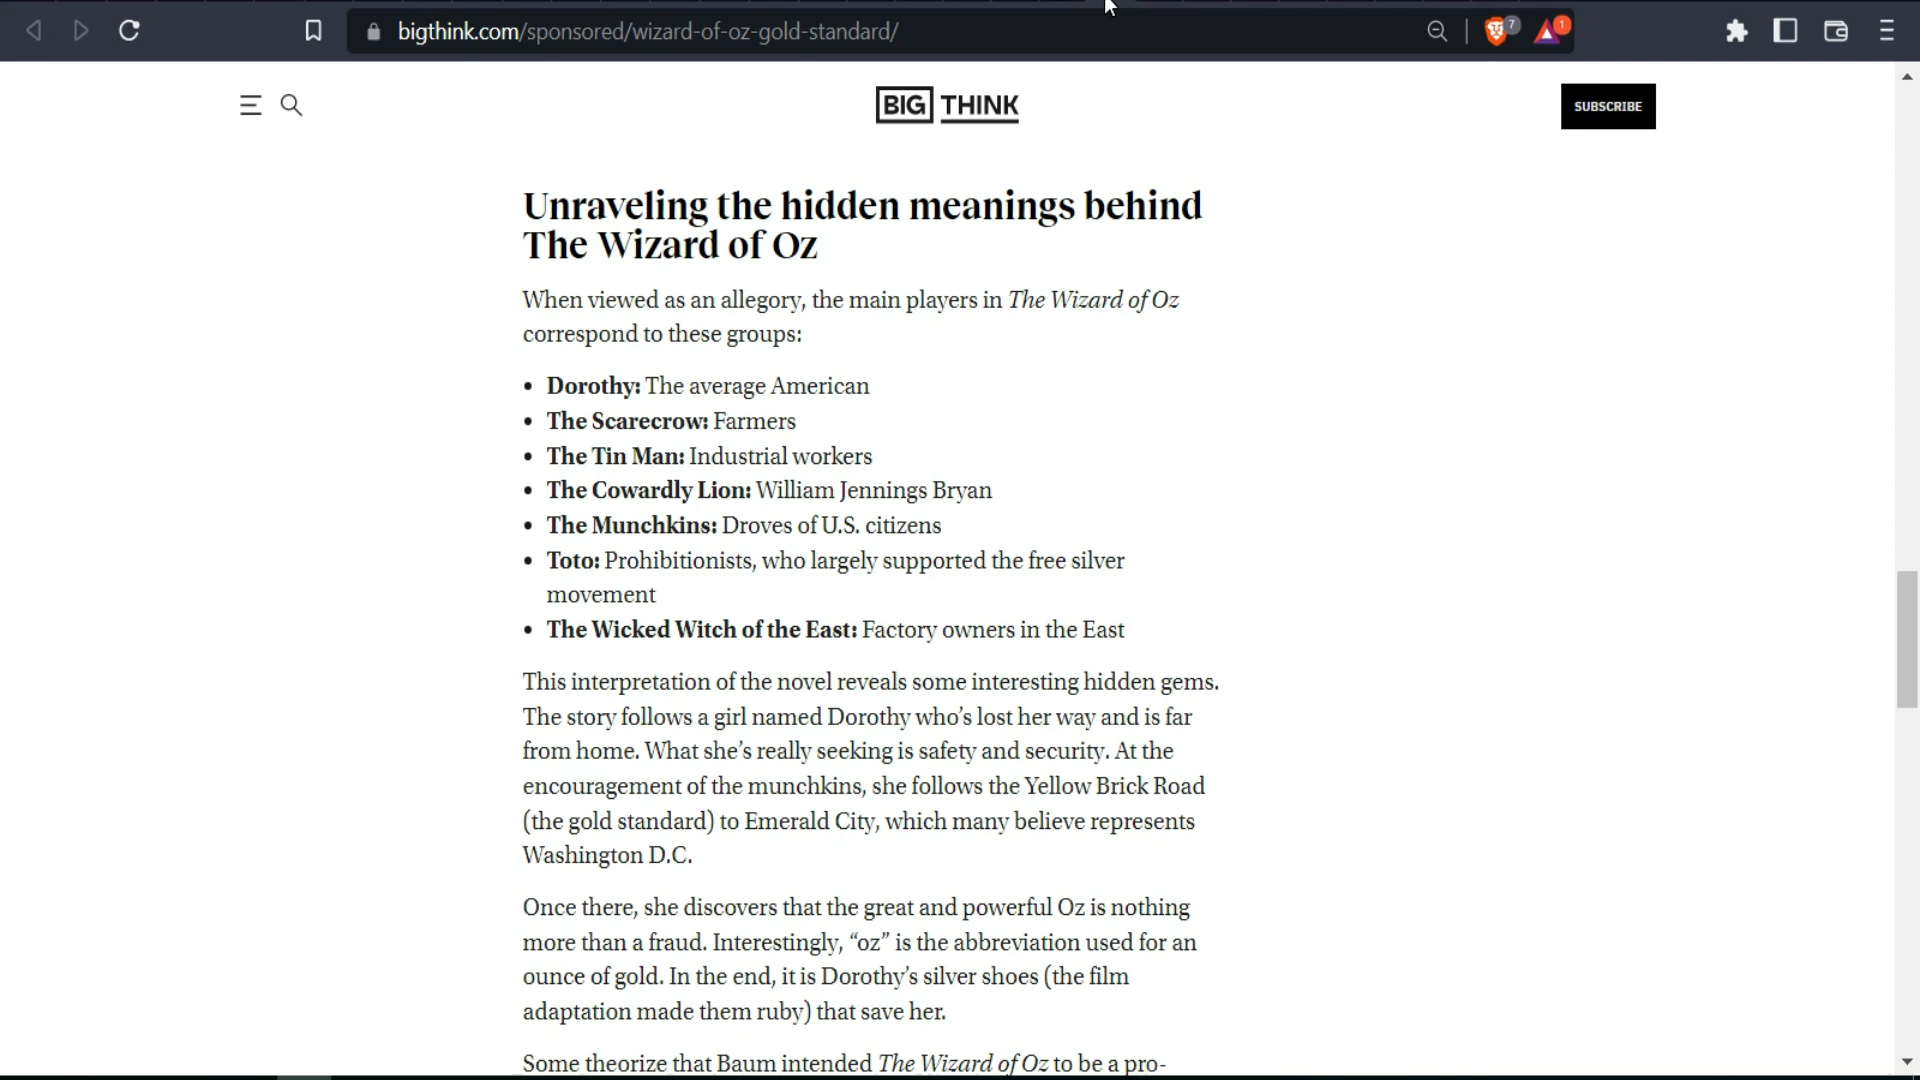 bigthink.com/sponsored/wizard-of-oz-gold-standard/
7
1
BIG THINK
SUBSCRIBE
Unraveling the hidden meanings behind
The Wizard of Oz
When viewed as an allegory, the main players in The Wizard of Oz
correspond to these groups:
• Dorothy: The average American
• The Scarecrow: Farmers
• The Tin Man: Industrial workers
• The Cowardly Lion: William Jennings Bryan
• The Munchkins: Droves of U.S. citizens
• Toto: Prohibitionists, who largely supported the free silver
movement
• The Wicked Witch of the East: Factory owners in the East
This interpretation of the novel reveals some interesting hidden gems.
The story follows a girl named Dorothy who’s lost her way and is far
from home. What she’s really seeking is safety and security. At the
encouragement of the munchkins, she follows the Yellow Brick Road
(the gold standard) to Emerald City, which many believe represents
Washington D.C.
Once there, she discovers that the great and powerful Oz is nothing
more than a fraud. Interestingly, “oz” is the abbreviation used for an
ounce of gold. In the end, it is Dorothy’s silver shoes (the film
adaptation made them ruby) that save her.
Some theorize that Baum intended The Wizard of Oz to be a pro-